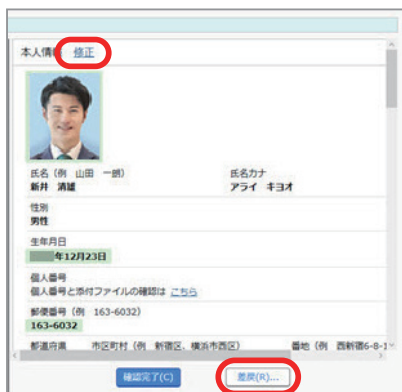 本人情 修正
氏名（例　山田　一朗） 氏名カナ
新井　清雄 アライ　キヨオ
性別
男性
生年月日
年12月23日
個人番号
個人番号と添付ファイルの確認は こちら
郵便番号（例　163-6032）
163-6032
都道府県 市区町村（例　新宿区、横浜市西区） 番地（例　西新宿6-8-1
確認完了(C) 差戻(R)...